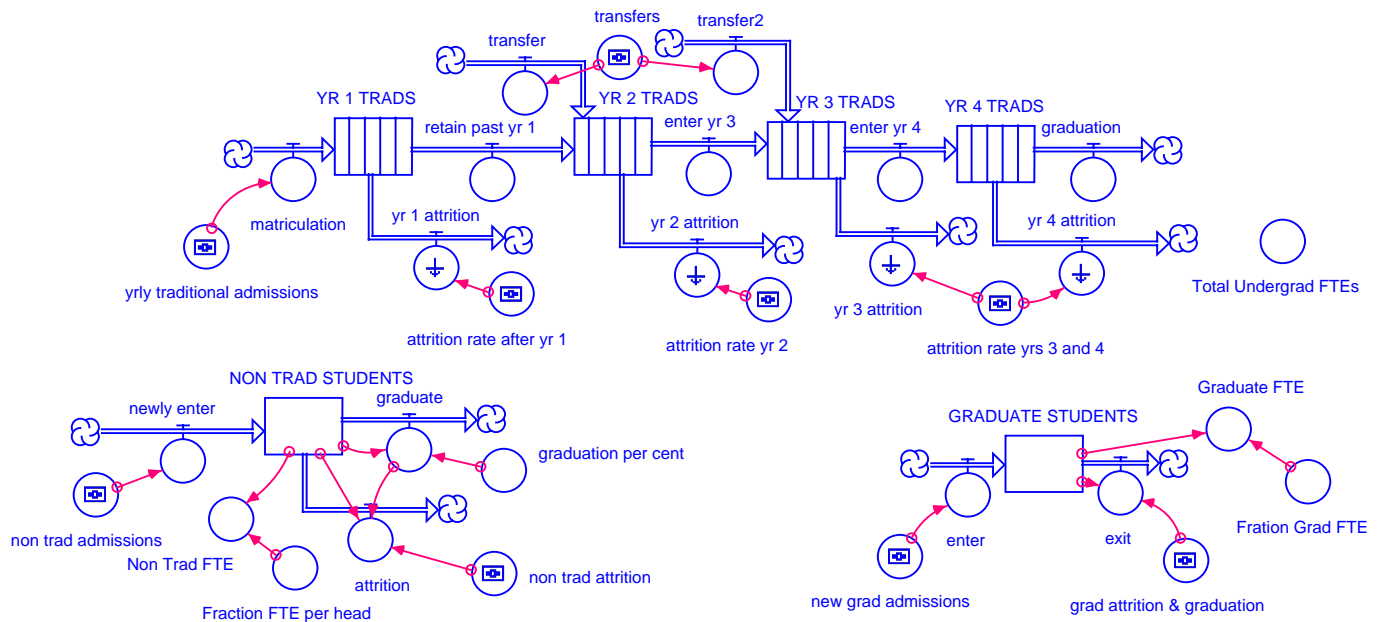 transfers
transfer2
transfer
YR 1 TRADS
YR 2 TRADS
YR 3 TRADS
YR 4 TRADS
retain past yr 1
enter yr 3
enter yr 4
graduation
matriculation
yr 1 attrition
yr 2 attrition
yr 4 attrition
yrly traditional admissions
yr 3 attrition
Total Undergrad FTEs
attrition rate after yr 1
attrition rate yr 2
attrition rate yrs 3 and 4
NON TRAD STUDENTS
graduate
newly enter
graduation per cent
non trad admissions
Non Trad FTE
attrition
non trad attrition
Fraction FTE per head
Graduate FTE
GRADUATE STUDENTS
enter
exit
Fration Grad FTE
new grad admissions
grad attrition & graduation